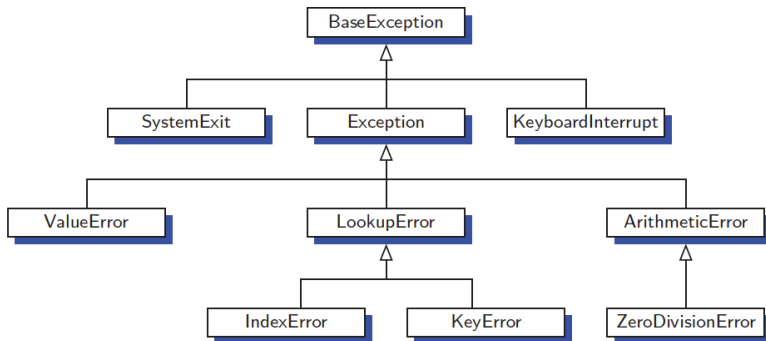 BaseException
SystemExit
Exception
KeyboardInterrupt
ValueError
LookupError
ArithmeticError
IndexError
KeyError
ZeroDivisionError